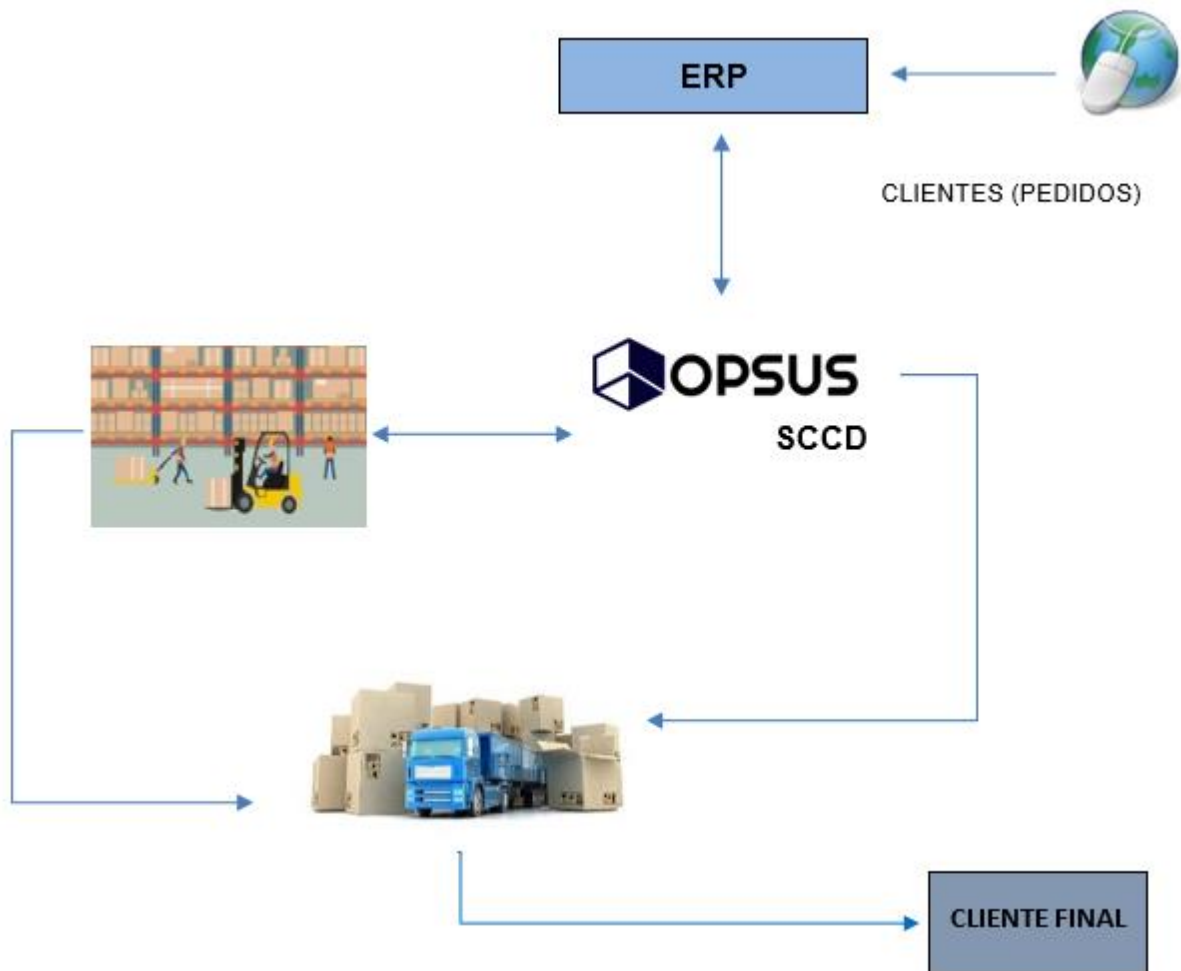 ERP
CLIENTES (PEDIDOS)
OPSUS
SCCD
CLIENTE FINAL